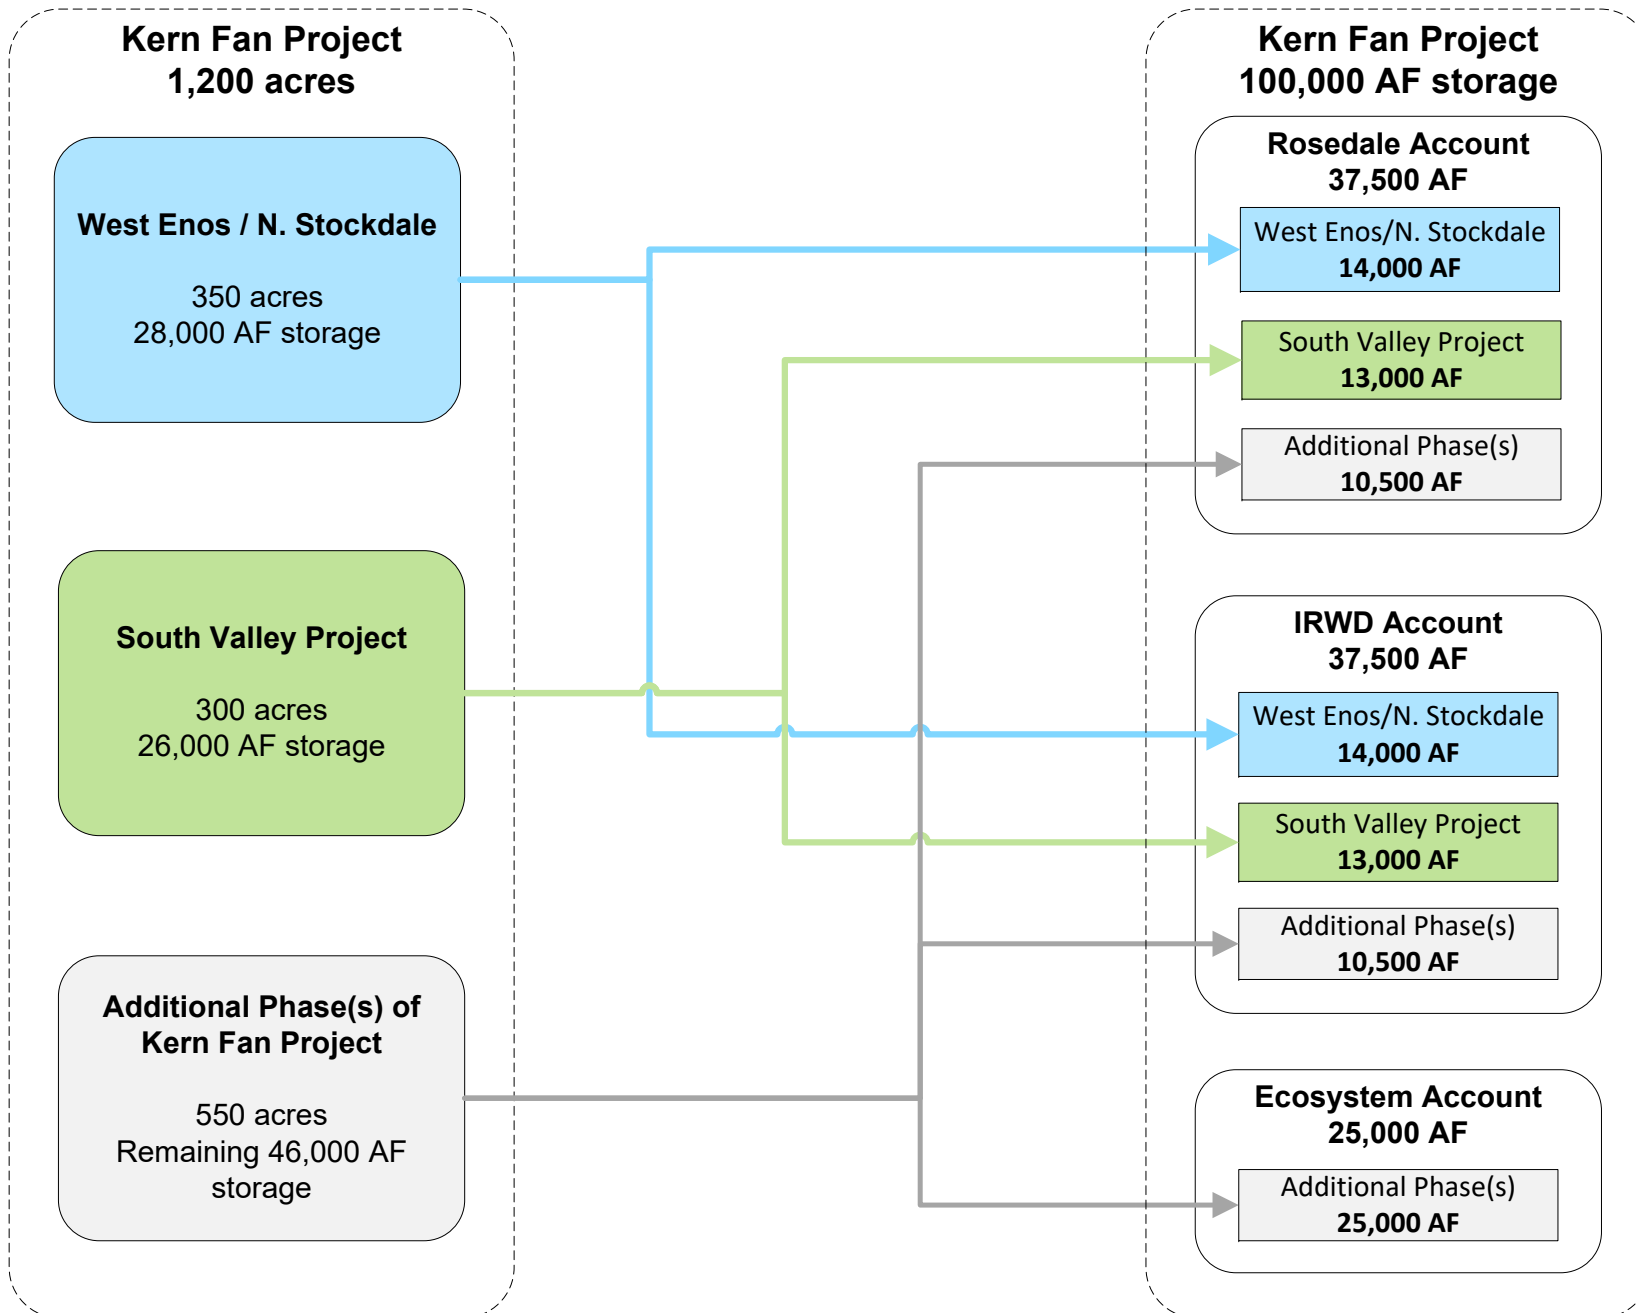 Kern Fan Project
1,200 acres
West Enos / N. Stockdale
350 acres
28,000 AF storage
South Valley Project
300 acres
26,000 AF storage
Additional Phase(s) of
Kern Fan Project
550 acres
Remaining 46,000 AF
storage
Kern Fan Project
100,000 AF storage
Rosedale Account
37,500 AF
West Enos/N. Stockdale
14,000 AF
South Valley Project
13,000 AF
Additional Phase(s)
10,500 AF
IRWD Account
37,500 AF
West Enos/N. Stockdale
14,000 AF
South Valley Project
13,000 AF
Additional Phase(s)
10,500 AF
Ecosystem Account
25,000 AF
Additional Phase(s)
25,000 AF